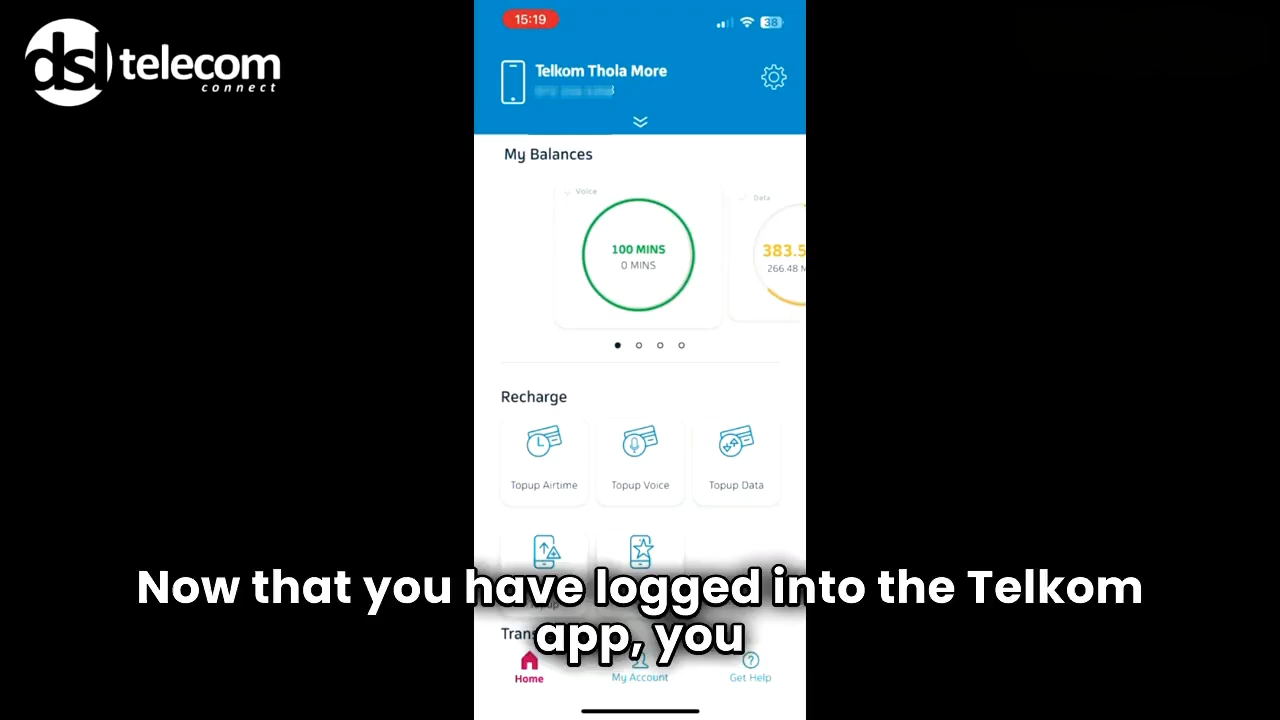 dsl telecom
connect
15:19
38
Telkom Thola More
My Balances
Voice
100 MINS
0 MINS
Data
383.5
266.48 M
Recharge
Topup Airtime
Topup Voice
Topup Data
Now that you have logged into the Telkom
app, you
Home
My Account
Get Help